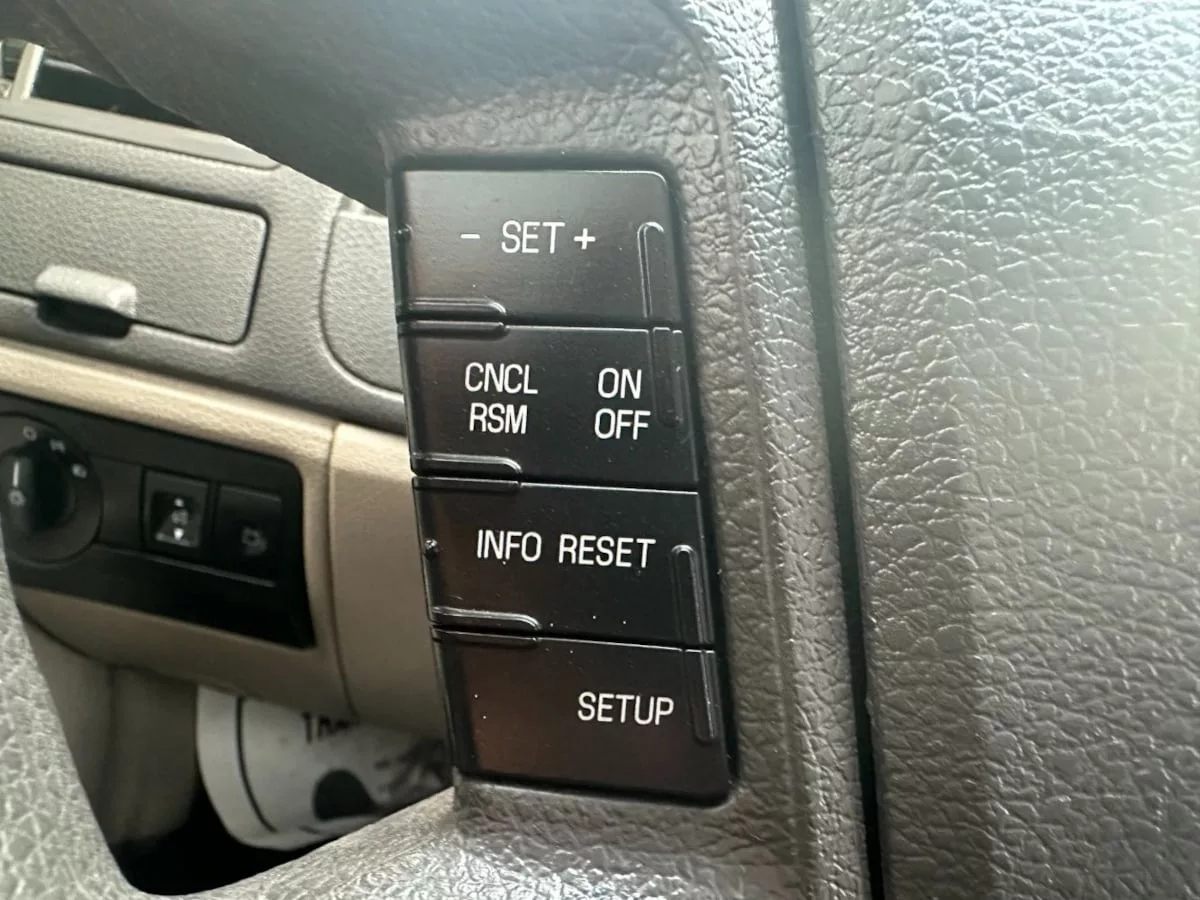 - SET +
CNCL ON
RSM OFF
INFO RESET
SETUP